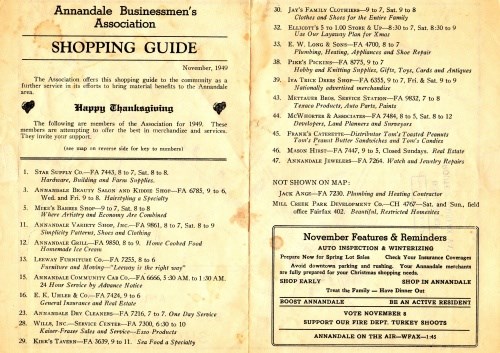 Annandale Businessmen's
Association
SHOPPING GUIDE
November, 1949
The Association offers this shopping guide to the community as a
further service in its efforts to bring material benefits to the Annandale
area.
Happy Thanksgiving
The following are members of the Association for 1949. These
members are attempting to offer the best in merchandise and services.
They invite your support.
(see map on reverse side for key to numbers)
1. STAR SUPPLY CO.—FA 7443, 8 to 7, Sat. 8 to 8
Hardware, Building and Farm Supplies.
3. ANNANDALE BEAUTY SALON AND KIDDIE SHOP—FA 6785, 9 to 6,
Wed. and Fri. 9 to 8. Hairstyling a Specialty
5. MIKE'S BARBER SHOP—9 to 7, Sat. 8 to 8
Where Artistry and Economy Are Combined
11. ANNANDALE VARIETY SHOP, INC.—FA 9861, 8 to 7, Sat. 8 to 9
Simplicity Patterns, Shoes and Clothing
12. ANNANDALE GRILL—FA 9850, 8 to 9. Home Cooked Food
Homemade Ice Cream
13. LEEWAY FURNITURE CO.—FA 7255, 8 to 6
Furniture and Moving—"Leeway is the right way"
15. ANNANDALE COMMUNITY CAB CO.—FA 6666, 5:30 AM. to 1:30 AM.
24 Hour Service by Advance Notice
16. E. E. UHLER & CO.—FA 7424, 9 to 6
General Insurance and Real Estate
23. ANNANDALE DRY CLEANERS—FA 7216, 7 to 7. One Day Service
28. WILLS, INC.—SERVICE CENTER—FA 7300, 6:30 to 10
Kaiser-Frazer Sales and Service—Esso Products
29. KIRK'S TAVERN—FA 3639, 9 to 11. Sea Food a Specialty
30. JAY'S FAMILY CLOTHIERS—9 to 7, Sat. 9 to 8
Clothes and Shoes for the Entire Family
32. ELLICOTT'S 5 TO 1.00 STORE & UP—8:30 to 7, Sat. 8:30 to 9
Use Our Layaway Plan for Xmas
33. E. W. LONG & SONS—FA 4700, 8 to 7
Plumbing, Heating, Appliances and Shoe Repair
38. PIRK'S PICKINS—FA 8775, 9 to 7
Hobby and Knitting Supplies, Gifts, Toys, Cards and Antiques
39. IVA TRICE DRESS SHOP—FA 6355, 9 to 7, Fri. & Sat. 9 to 9
Nationally advertised merchandise
43. METZAUER BRO. SERVICE STATION—FA 9832, 7 to 8
Texaco Products, Auto Parts, Paints
44. MCWHORTER & ASSOCIATES—FA 7484, 8 to 5, Sat. 8 to 12
Developers, Land Planners and Surveyors
45. FRANK'S CATERETTE—Distributor Tom's Toasted Peanuts
Tom's Peanut Butter Sandwiches and Tom's Candies
46. MASON HIRST—FA 7447, 9 to 5, Closed Sundays. Real Estate
47. ANNANDALE JEWELERS—FA 7264. Watch and Jewelry Repairs
NOT SHOWN ON MAP:
JACK ANGE—FA 7230. Plumbing and Heating Contractor
MILL CREEK PARK DEVELOPMENT CO.—CH 4767—Sat. and Sun., field
office Fairfax 402. Beautiful, Restricted Homesites
November Features & Reminders
AUTO INSPECTION & WINTERIZING
Prepare Now for Spring Lot Sales Check Your Insurance Coverages
Avoid downtowns parking and rushing. Your Annandale merchants
are fully prepared for your Christmas shopping needs.
SHOP EARLY SHOP IN ANNANDALE
Treat the Family — Have Dinner Out
BOOST ANNANDALE BE AN ACTIVE RESIDENT
VOTE NOVEMBER 8
SUPPORT OUR FIRE DEPT. TURKEY SHOOTS
ANNANDALE ON THE AIR—WFAX—1:45